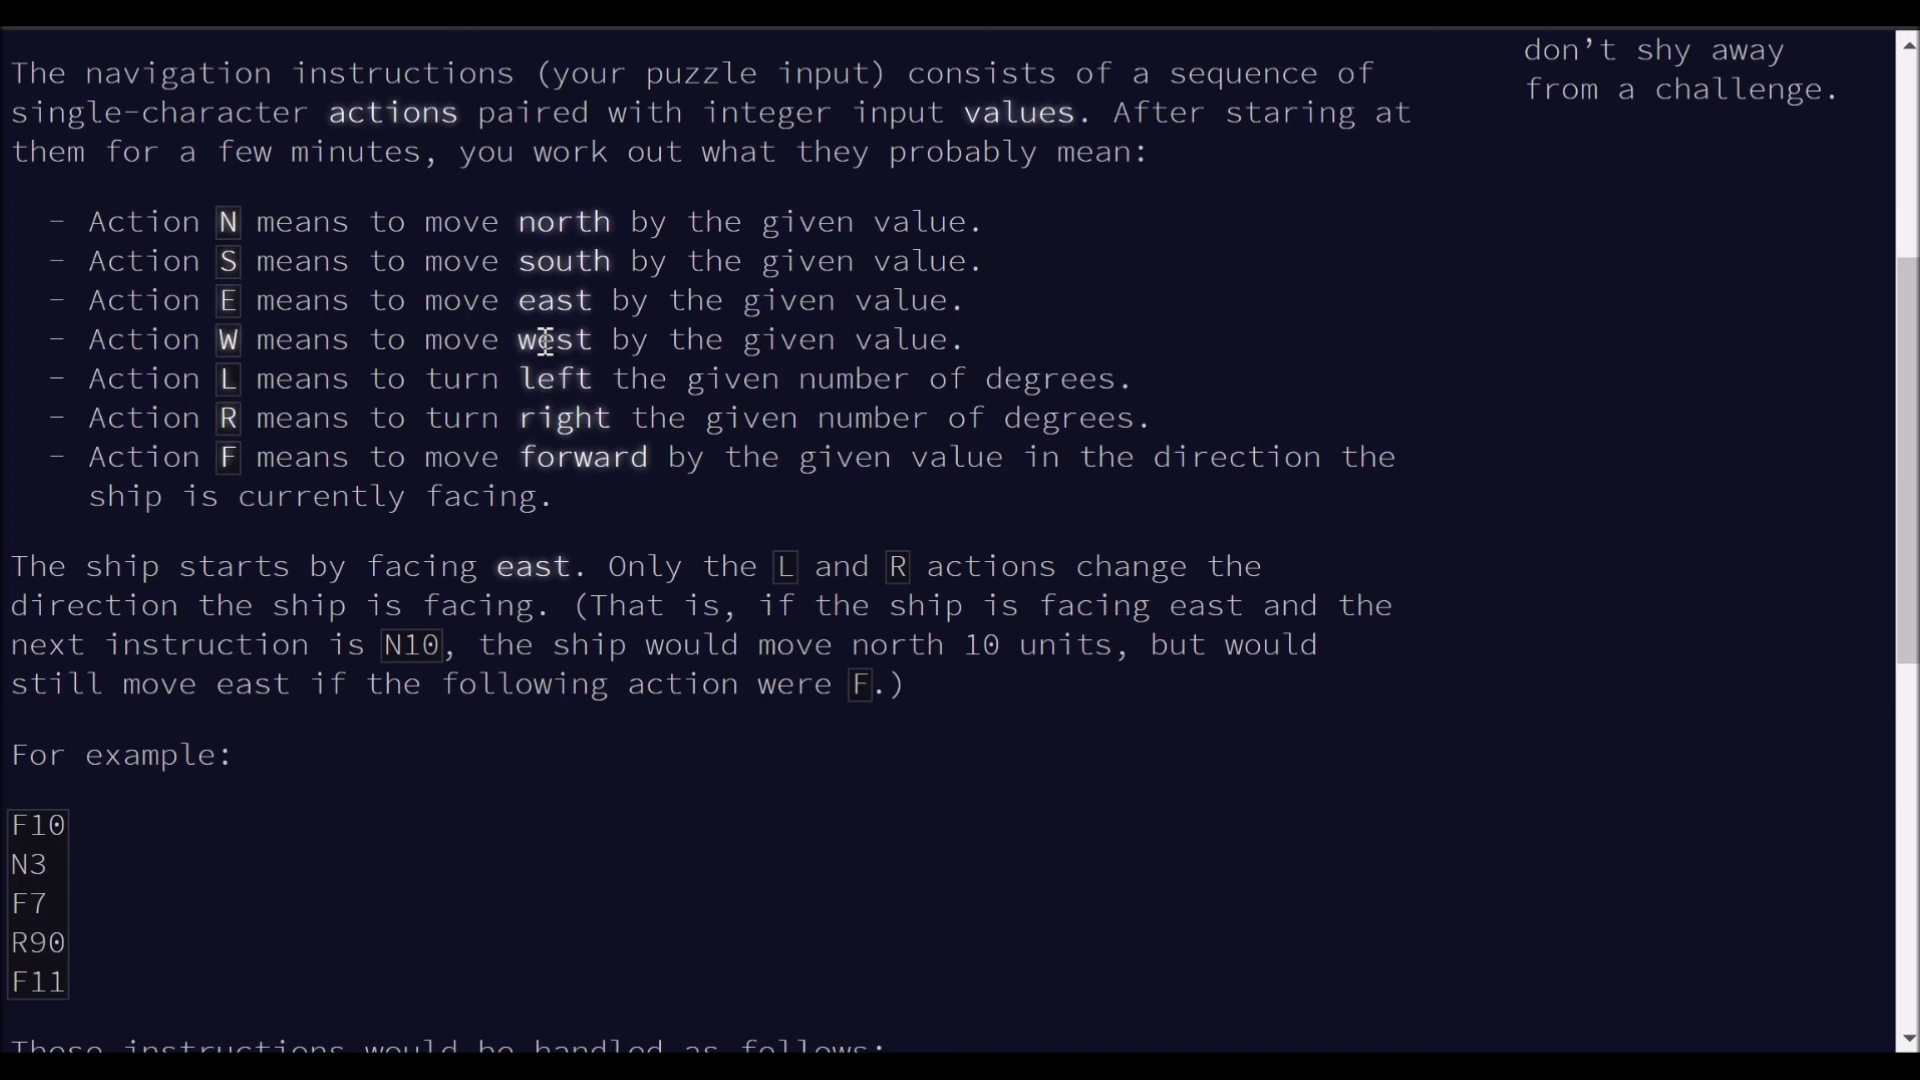 The navigation instructions (your puzzle input) consists of a sequence of
single-character actions paired with integer input values. After staring at
them for a few minutes, you work out what they probably mean:
- Action N means to move north by the given value.
- Action S means to move south by the given value.
- Action E means to move east by the given value.
- Action W means to move west by the given value.
- Action L means to turn left the given number of degrees.
- Action R means to turn right the given number of degrees.
- Action F means to move forward by the given value in the direction the
ship is currently facing.
The ship starts by facing east. Only the L and R actions change the
direction the ship is facing. (That is, if the ship is facing east and the
next instruction is N10, the ship would move north 10 units, but would
still move east if the following action were F.)
For example:
F10
N3
F7
R90
F11
These instructions would be handled as follows:
don't shy away
from a challenge.